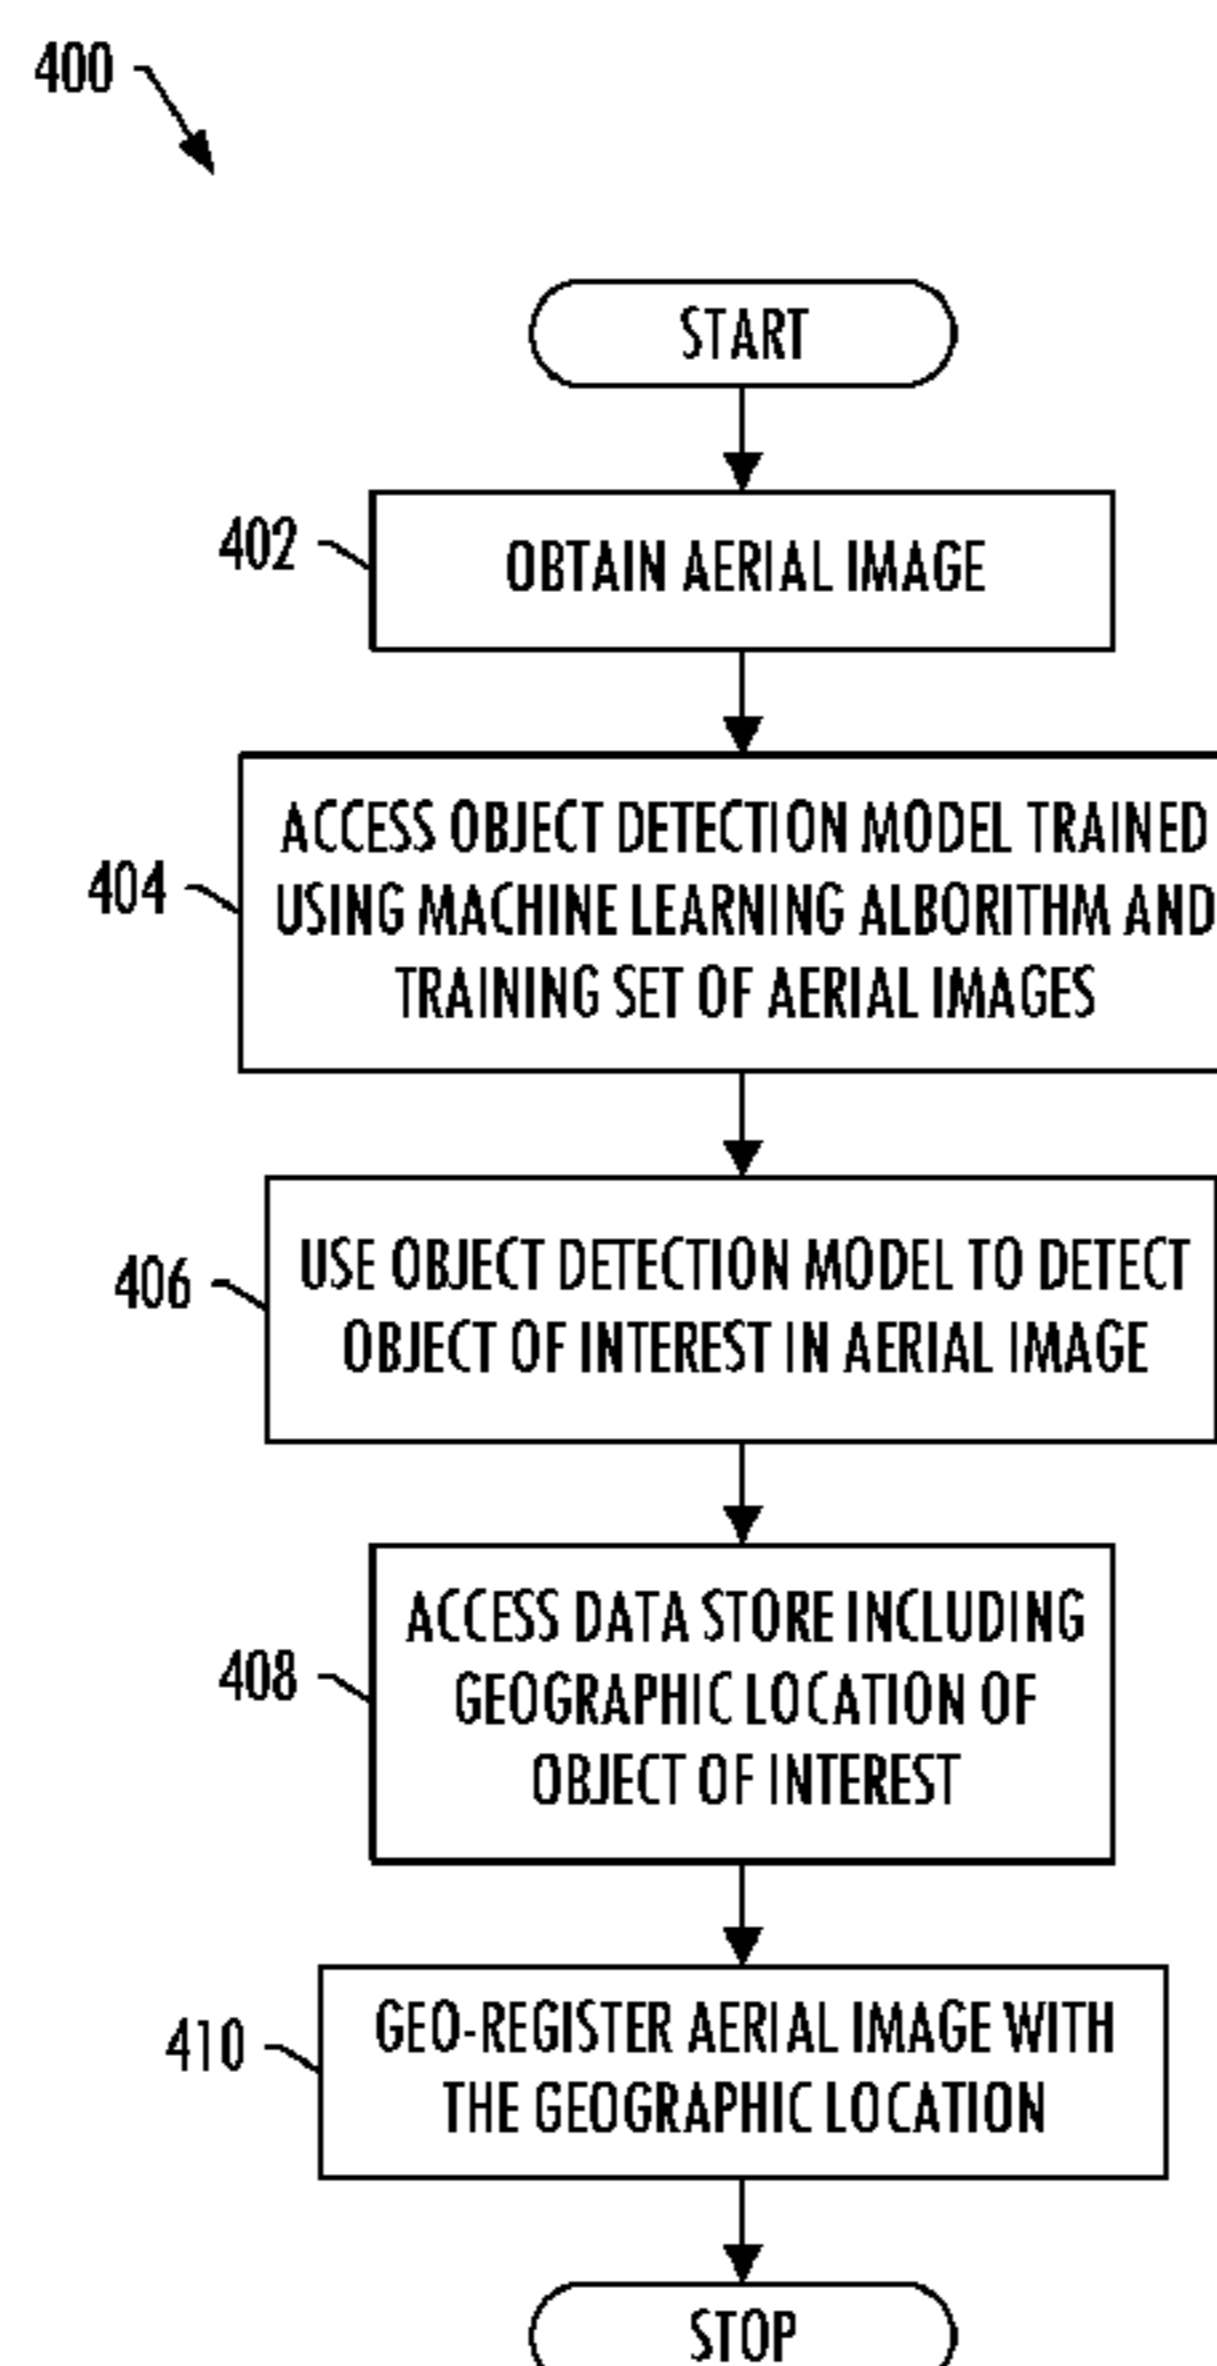 400
START
402
OBTAIN AERIAL IMAGE
404
ACCESS OBJECT DETECTION MODEL TRAINED
USING MACHINE LEARNING ALBORITHM AND
TRAINING SET OF AERIAL IMAGES
406
USE OBJECT DETECTION MODEL TO DETECT
OBJECT OF INTEREST IN AERIAL IMAGE
408
ACCESS DATA STORE INCLUDING
GEOGRAPHIC LOCATION OF
OBJECT OF INTEREST
410
GEO-REGISTER AERIAL IMAGE WITH
THE GEOGRAPHIC LOCATION
STOP